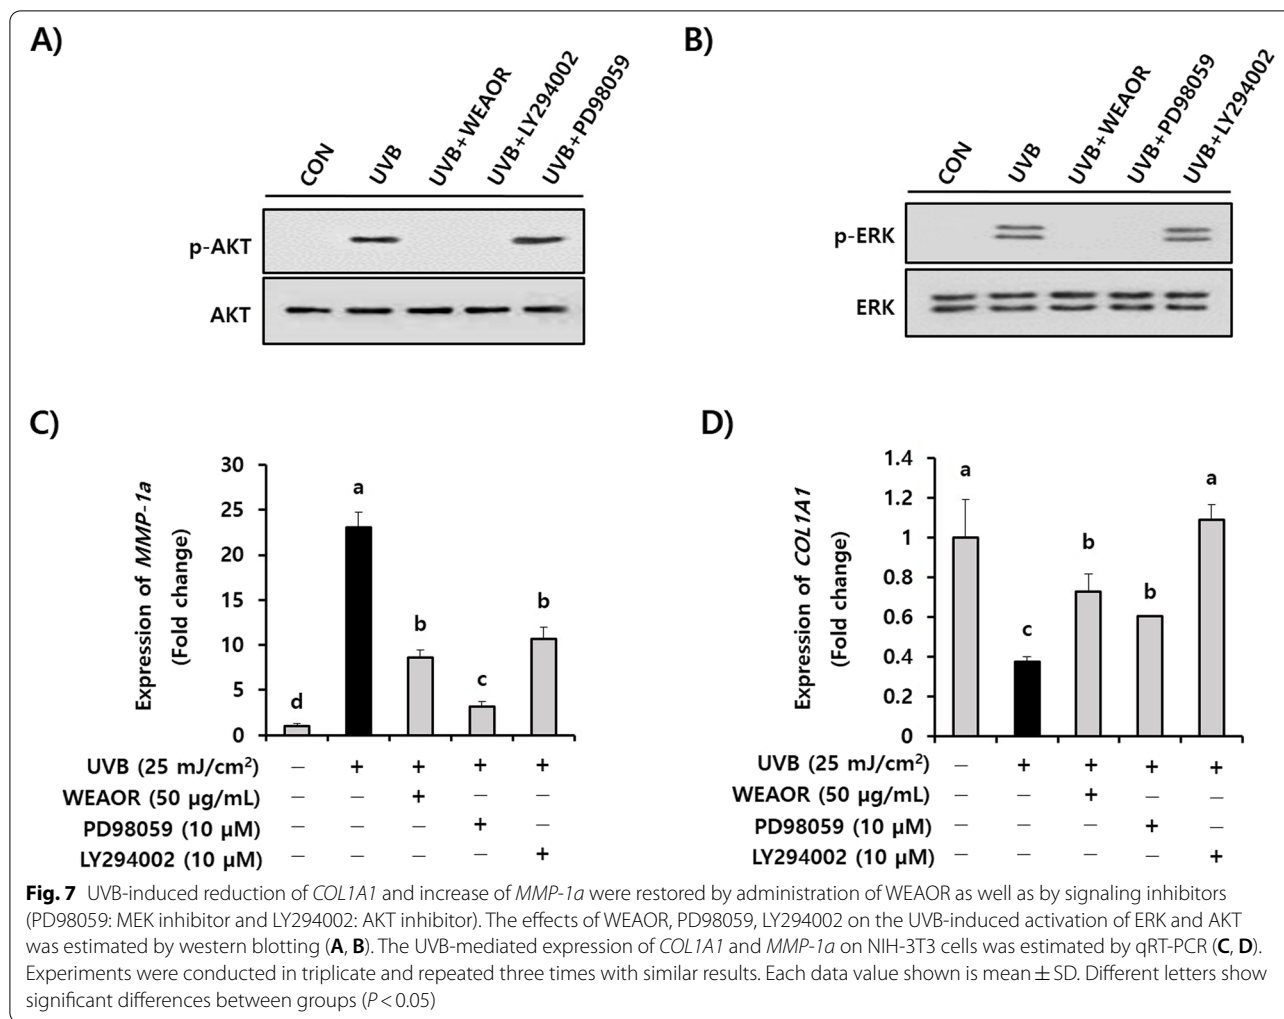 A)
CON
UVB
UVB+WEAOR
UVB+LY294002
UVB+PD98059
p-AKT
AKT
B)
CON
UVB
UVB+WEAOR
UVB+PD98059
UVB+LY294002
p-ERK
ERK
C)
Expression of MMP-1a
(Fold change)
30
25
20
15
10
5
0
d
a
b
c
b
UVB (25 mJ/cm²) – + + + +
WEAOR (50 μg/mL) – – + – –
PD98059 (10 μM) – – – + –
LY294002 (10 μM) – – – – +
D)
Expression of COL1A1
(Fold change)
1.4
1.2
1
0.8
0.6
0.4
0.2
0
a
c
b
b
a
UVB (25 mJ/cm²) – + + + +
WEAOR (50 μg/mL) – – + – –
PD98059 (10 μM) – – – + –
LY294002 (10 μM) – – – – +
Fig. 7 UVB-induced reduction of COL1A1 and increase of MMP-1a were restored by administration of WEAOR as well as by signaling inhibitors
(PD98059: MEK inhibitor and LY294002: AKT inhibitor). The effects of WEAOR, PD98059, LY294002 on the UVB-induced activation of ERK and AKT
was estimated by western blotting (A, B). The UVB-mediated expression of COL1A1 and MMP-1a on NIH-3T3 cells was estimated by qRT-PCR (C, D).
Experiments were conducted in triplicate and repeated three times with similar results. Each data value shown is mean ± SD. Different letters show
significant differences between groups (P < 0.05)